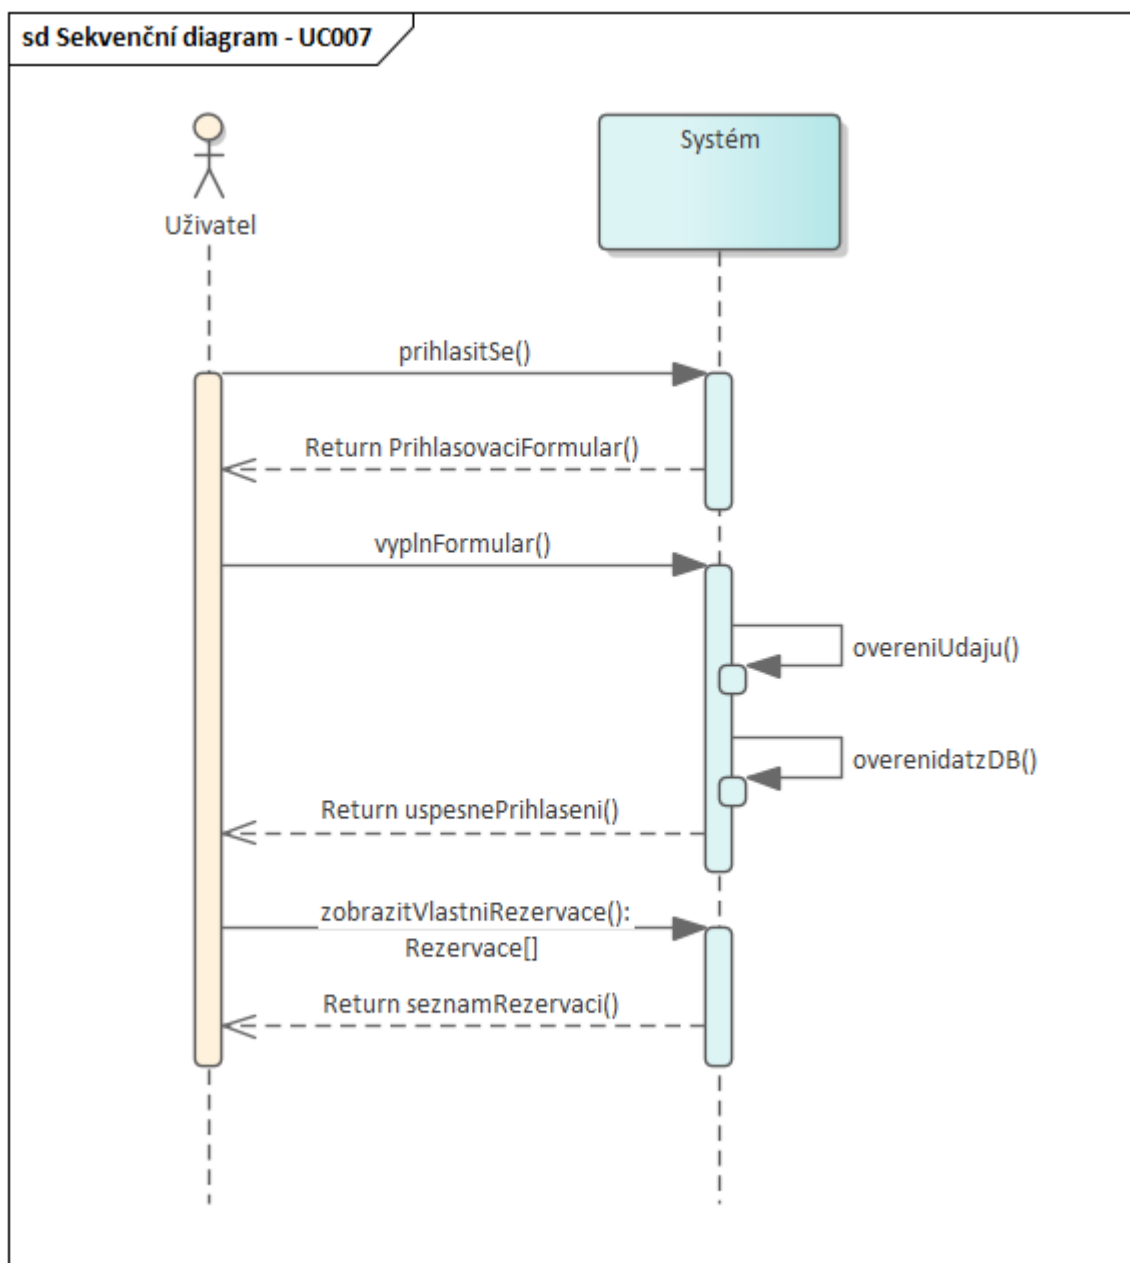 sd Sekvenční diagram - UC007
Systém
Uživatel
prihlasitSe()
Return PrihlasovaciFormular()
vyplnFormular()
overeniUdaju()
overenidatzDB()
Return uspesnePrihlaseni()
zobrazitVlastniRezervace():
Rezervace[]
Return seznamRezervaci()